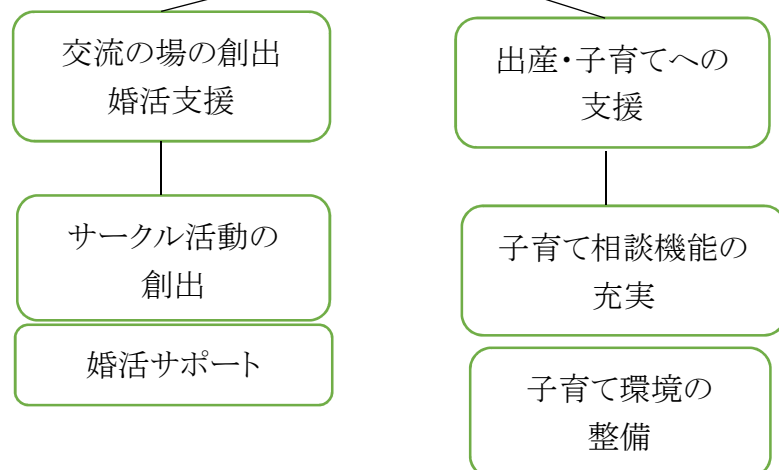 交流の場の創出
婚活支援
出産・子育てへの
支援
サークル活動の
創出
婚活サポート
子育て相談機能の
充実
子育て環境の
整備